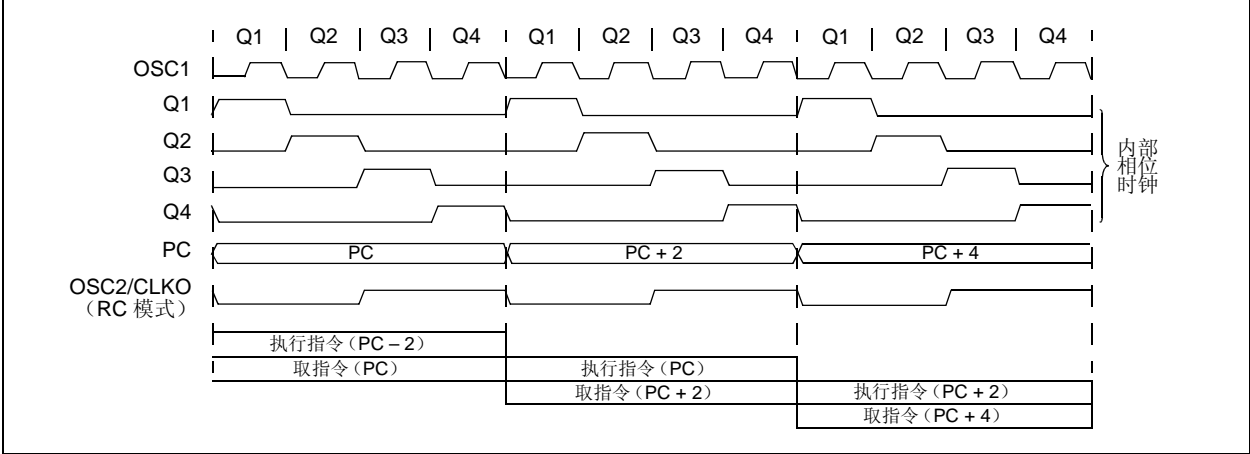 Q1 Q2 Q3 Q4 Q1 Q2 Q3 Q4 Q1 Q2 Q3 Q4
OSC1
Q1
Q2
Q3
Q4
内部
相位
时钟
PC PC PC + 2 PC + 4
OSC2/CLKO
（RC 模式）
执行指令（PC – 2）
取指令（PC） 执行指令（PC）
取指令（PC + 2） 执行指令（PC + 2）
取指令（PC + 4）